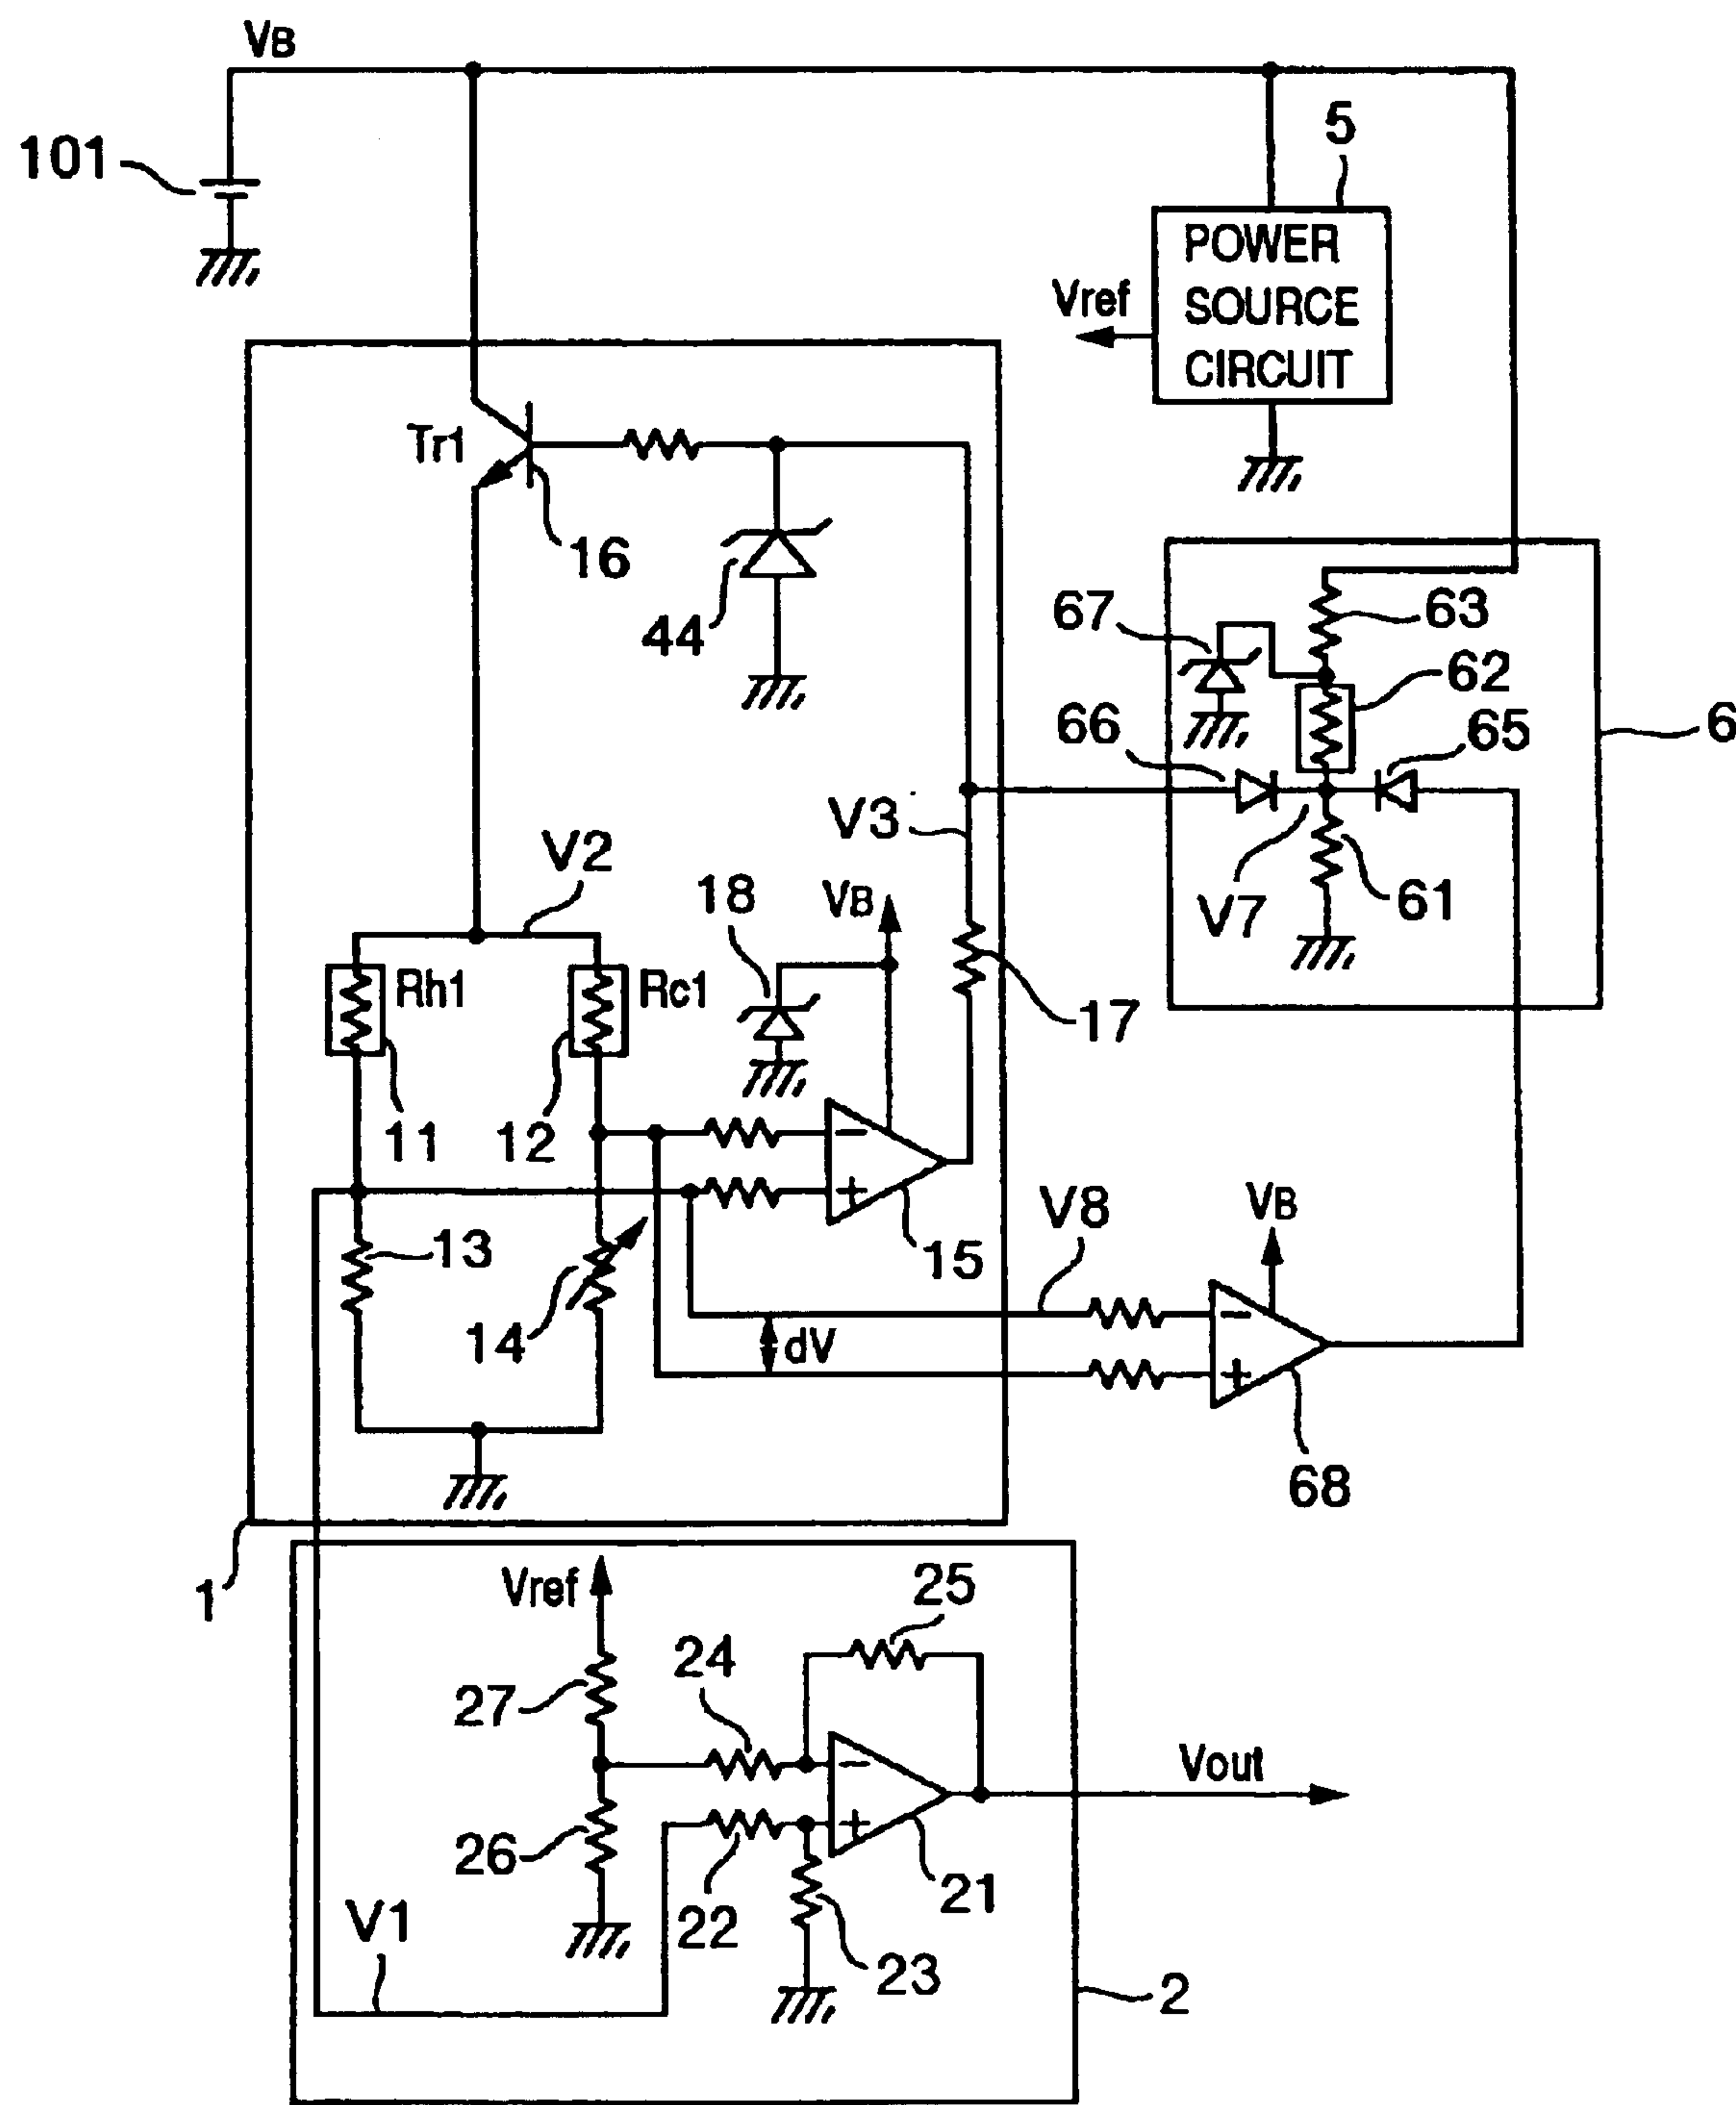 VB
101
5
POWER
SOURCE
CIRCUIT
Vref
Tr1
16
44
67
63
62
66
65
6
V3
V7
61
V2
18
VB
Rh1
Rc1
17
11
12
-
+
15
13
14
V8
VB
dV
-
+
68
1
Vref
25
27
24
-
Vout
26
22
+
21
23
V1
2